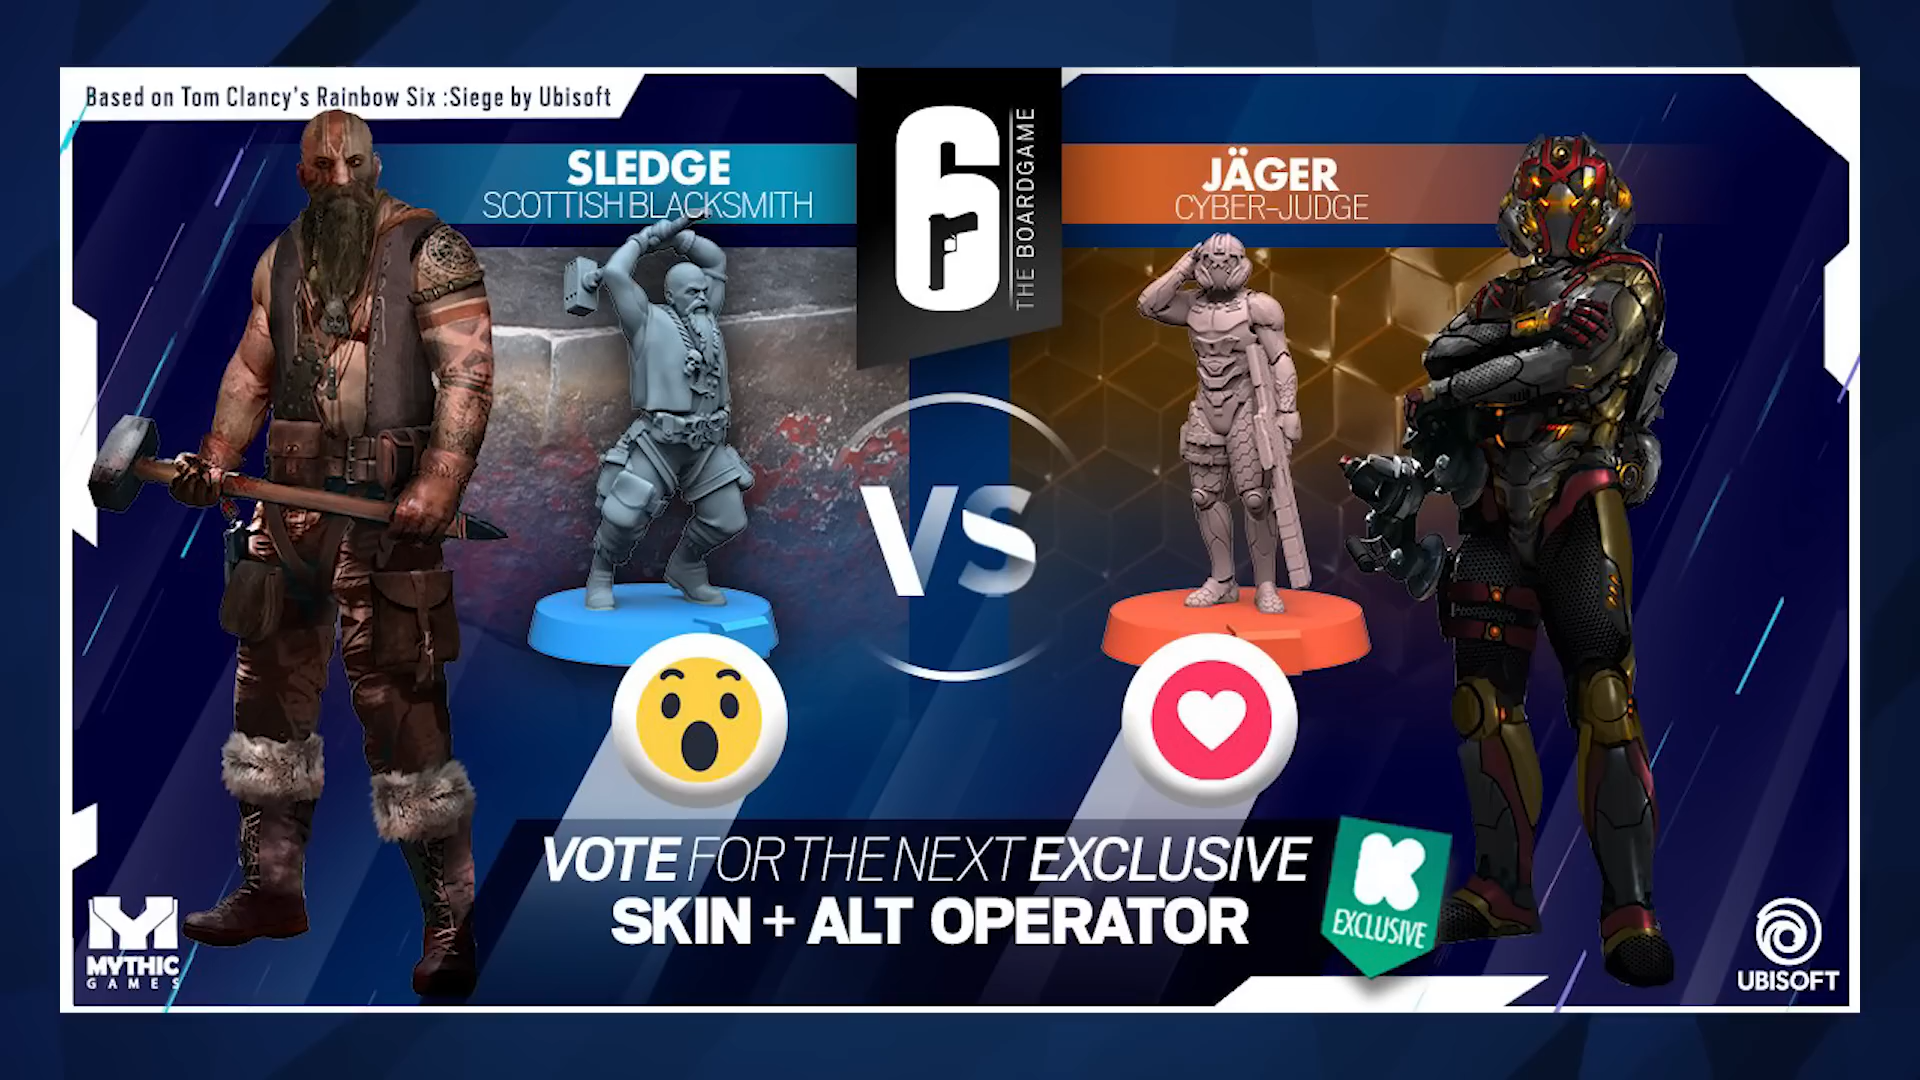 Based on Tom Clancy's Rainbow Six :Siege by Ubisoft
SLEDGE
SCOTTISH BLACKSMITH
6
THE BOARDGAME
JÄGER
CYBER-JUDGE
VS
VOTE FOR THE NEXT EXCLUSIVE
SKIN + ALT OPERATOR
K
EXCLUSIVE
MYTHIC
GAMES
UBISOFT